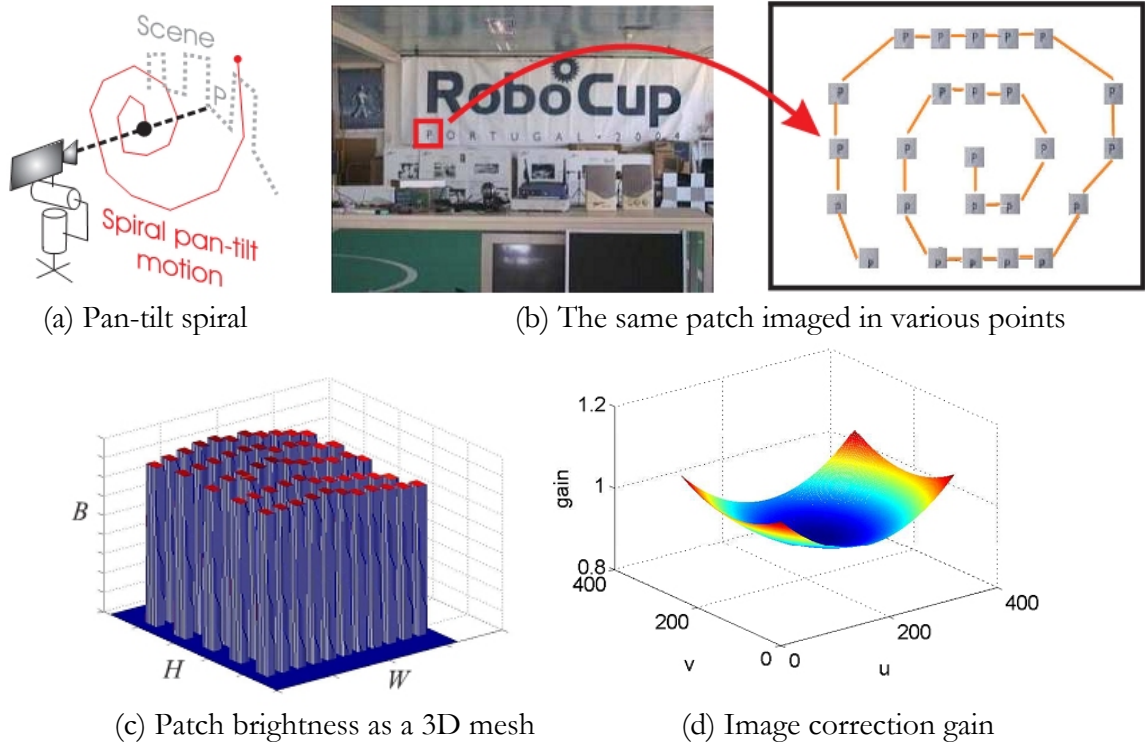 Scene
P
Spiral pan-tilt
motion
(a) Pan-tilt spiral
RoboCup
PORTUGAL • 2004
P P P P P
P P P P P
P P P P P
P P P P P
P P P P P
P P P P P
(b) The same patch imaged in various points
B
H
W
(c) Patch brightness as a 3D mesh
1.2
1
0.8
gain
400
200
0
v
0
200
400
u
(d) Image correction gain